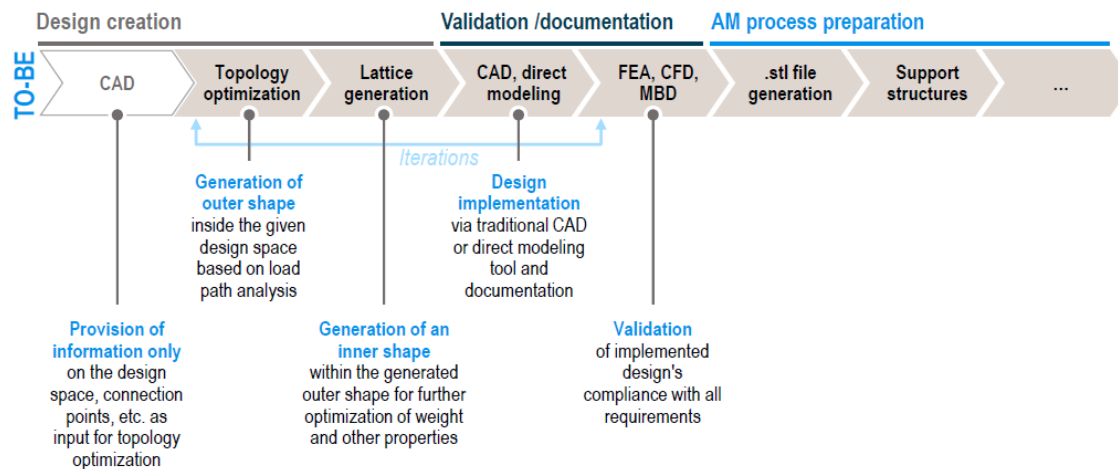 Design creation
Validation /documentation
AM process preparation
TO-BE
CAD
Topology
optimization
Lattice
generation
CAD, direct
modeling
FEA, CFD,
MBD
.stl file
generation
Support
structures
...
Iterations
Generation of
outer shape
inside the given
design space
based on load
path analysis
Design
implementation
via traditional CAD
or direct modeling
tool and
documentation
Provision of
information only
on the design
space, connection
points, etc. as
input for topology
optimization
Generation of an
inner shape
within the generated
outer shape for further
optimization of weight
and other properties
Validation
of implemented
design's
compliance with all
requirements